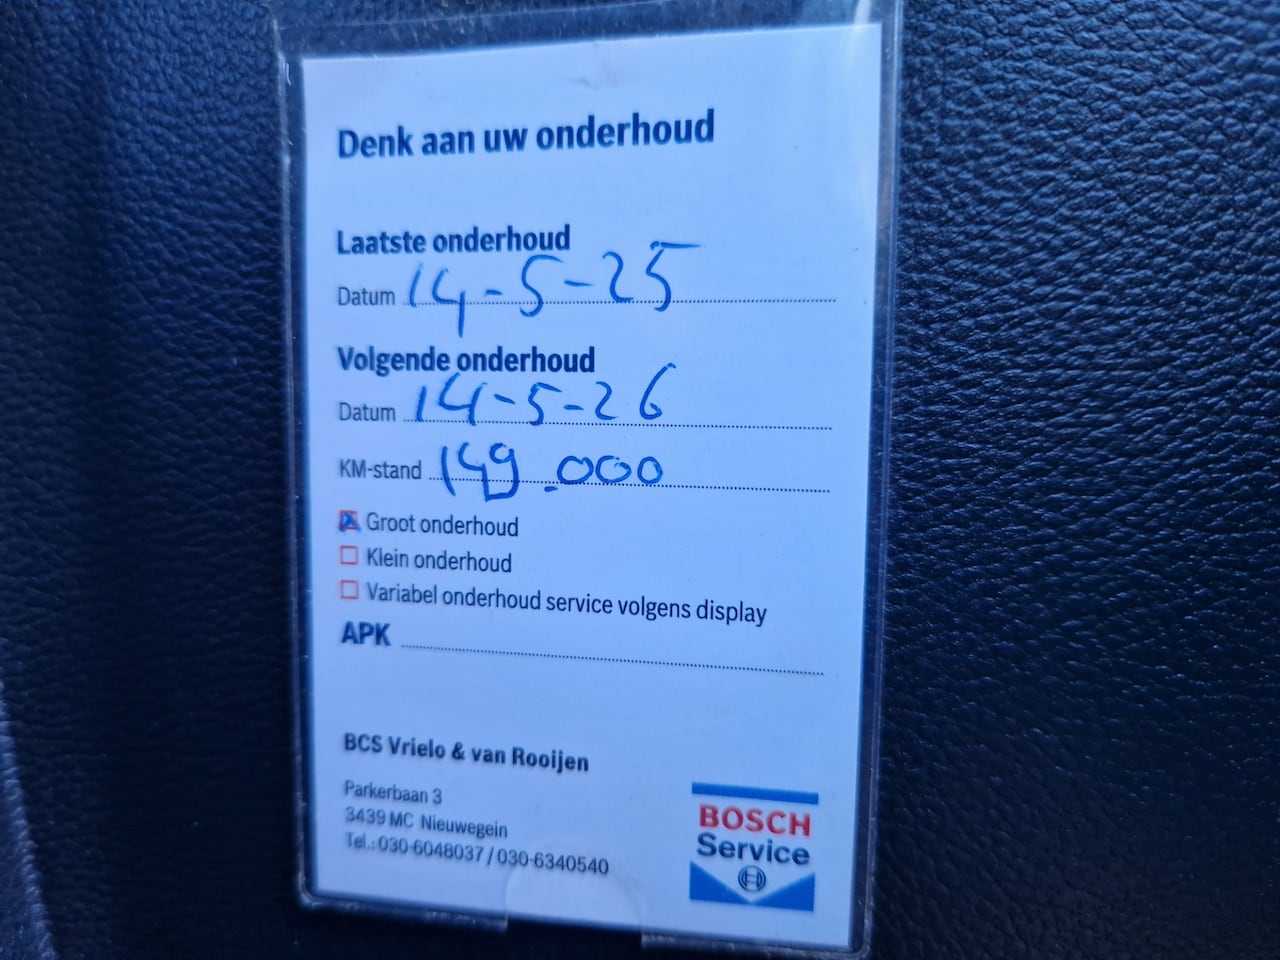 Denk aan uw onderhoud
Laatste onderhoud
Datum 14-5-25
Volgende onderhoud
Datum 14-5-26
KM-stand 149.000
Groot onderhoud
Klein onderhoud
Variabel onderhoud service volgens display
APK
BCS Vrielo & van Rooijen
Parkerbaan 3
3439 MC Nieuwegein
Tel.: 030-6048037 / 030-6340540
BOSCH
Service